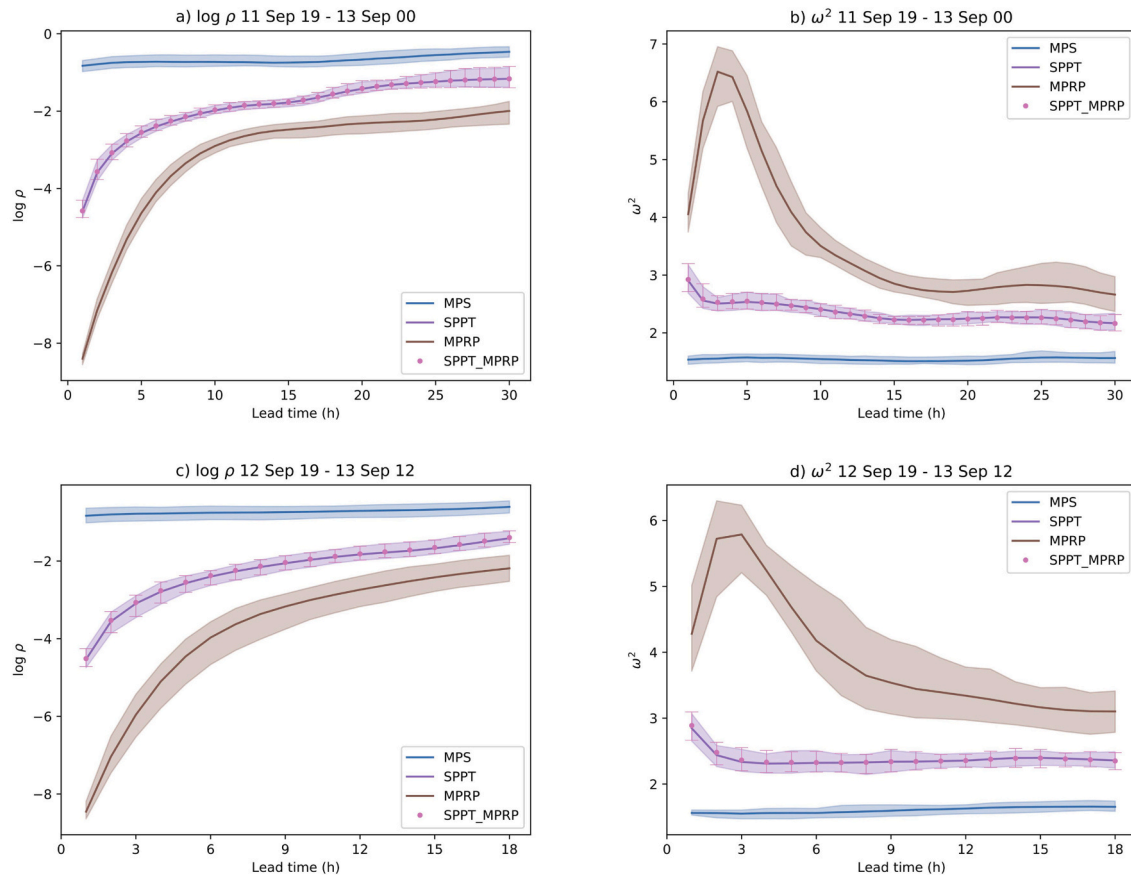 a) log ρ 11 Sep 19 - 13 Sep 00
0
−2
−4
−6
−8
log ρ
MPS
SPPT
MPRP
SPPT_MPRP
0 5 10 15 20 25 30
Lead time (h)
b) ω² 11 Sep 19 - 13 Sep 00
7
6
5
4
3
2
ω²
MPS
SPPT
MPRP
SPPT_MPRP
0 5 10 15 20 25 30
Lead time (h)
c) log ρ 12 Sep 19 - 13 Sep 12
−2
−4
−6
−8
log ρ
MPS
SPPT
MPRP
SPPT_MPRP
0 3 6 9 12 15 18
Lead time (h)
d) ω² 12 Sep 19 - 13 Sep 12
6
5
4
3
2
ω²
MPS
SPPT
MPRP
SPPT_MPRP
0 3 6 9 12 15 18
Lead time (h)